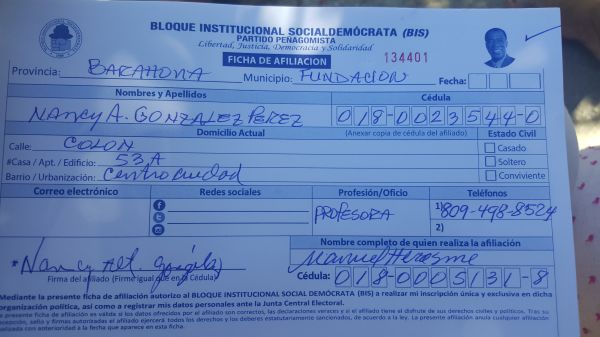 BLOQUE INSTITUCIONAL SOCIALDEMÓCRATA (BIS)
PARTIDO PEÑAGOMISTA
Libertad, Justicia, Democracia y Solidaridad
FICHA DE AFILIACION
134401
Provincia: BARAHONA Municipio: FUNDACION Fecha:
Nombres y Apellidos Cédula
NANCY A. GONZALEZ PEREZ 018-0023544-0
Domicilio Actual (Anexar copia de cédula del afiliado) Estado Civil
Calle: COLON Casado
#Casa / Apt. / Edificio: 53A Soltero
Barrio / Urbanización: Centro ciudad Conviviente
Correo electrónico Redes sociales Profesión/Oficio Teléfonos
PROFESORA 1) 809-498-8524
2)
Nombre completo de quien realiza la afiliación
*Nancy Alt. Manuel
Firma del afiliado (Firme igual que en la Cédula) Cédula: 018-0005131-8
Mediante la presente ficha de afiliación autorizo al BLOQUE INSTITUCIONAL SOCIALDEMÓCRATA (BIS) a realizar mi inscripción única y exclusiva en dicha
organización política, así como a registrar mis datos personales ante la Junta Central Electoral.